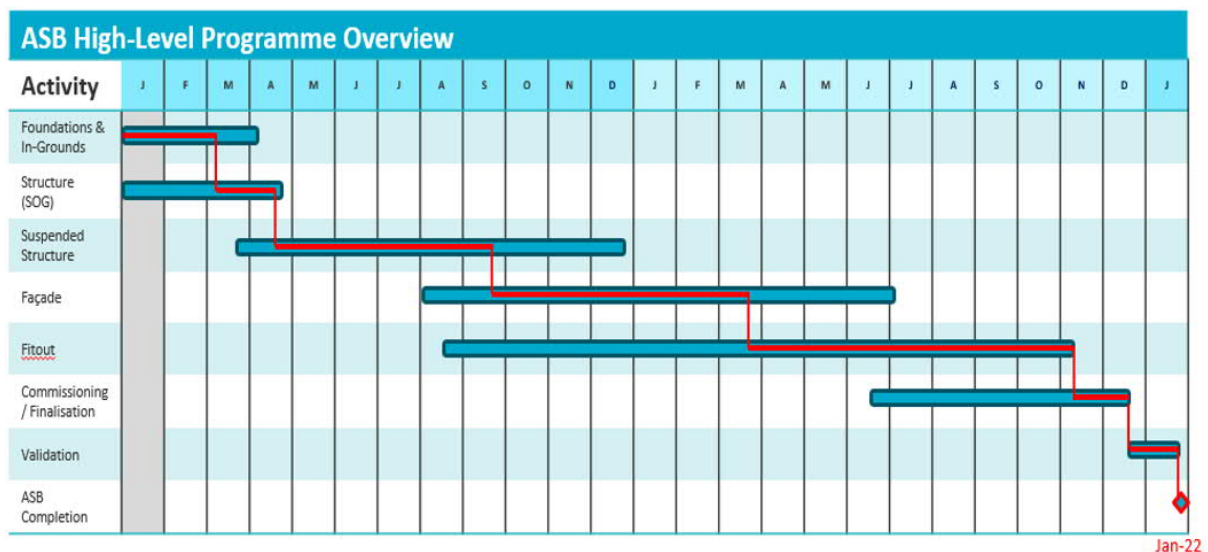 ASB High-Level Programme Overview
Activity J F M A M J J A S O N D J F M A M J J A S O N D J
Foundations &
In-Grounds
Structure
(SOG)
Suspended
Structure
Façade
Fitout
Commissioning
/ Finalisation
Validation
ASB
Completion
Jan-22